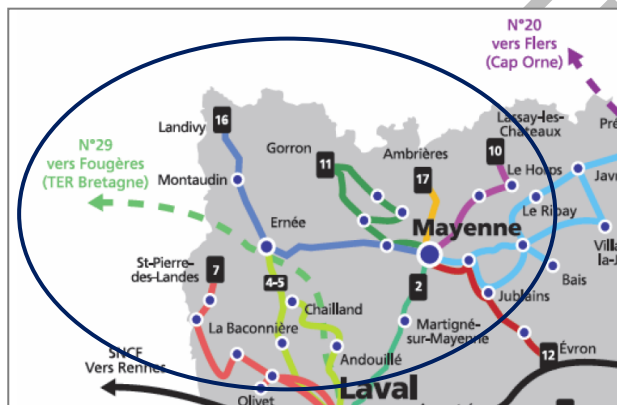 N°20
vers Flers
(Cap Orne)
16
Landivy
Lassay-les-
Chateaux
Pré
N°29
vers Fougères
(TER Bretagne)
Gorron
11
Ambrières
17
10
Le Horps
Javr
Montaudin
Le Ribay
Ernée
Mayenne
Villa
la-J
St-Pierre-
des-Landes
7
4-5
2
Bais
Chailland
Jublains
La Baconnière
Martigné-
sur-Mayenne
SNCF
Vers Rennes
Andouillé
12
Évron
Olivet
Laval